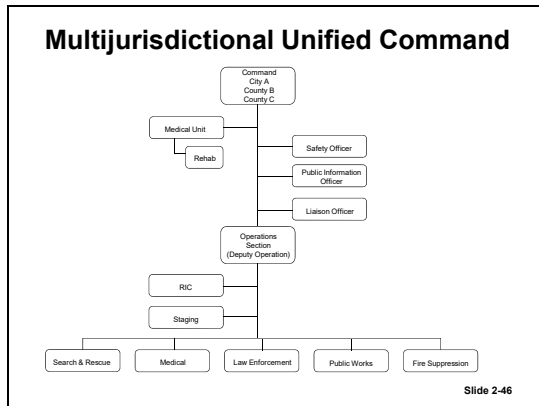 Multijurisdictional Unified Command
Command
City A
County B
County C
Medical Unit
Rehab
Safety Officer
Public Information
Officer
Liaison Officer
Operations
Section
(Deputy Operation)
RIC
Staging
Search & Rescue
Medical
Law Enforcement
Public Works
Fire Suppression
Slide 2-46